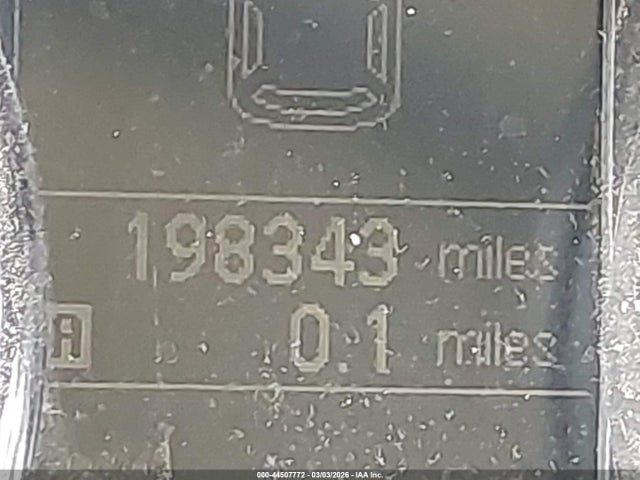 198343 miles
A 0.1 miles
000-44507772 - 03/03/2026 - IAA Inc.